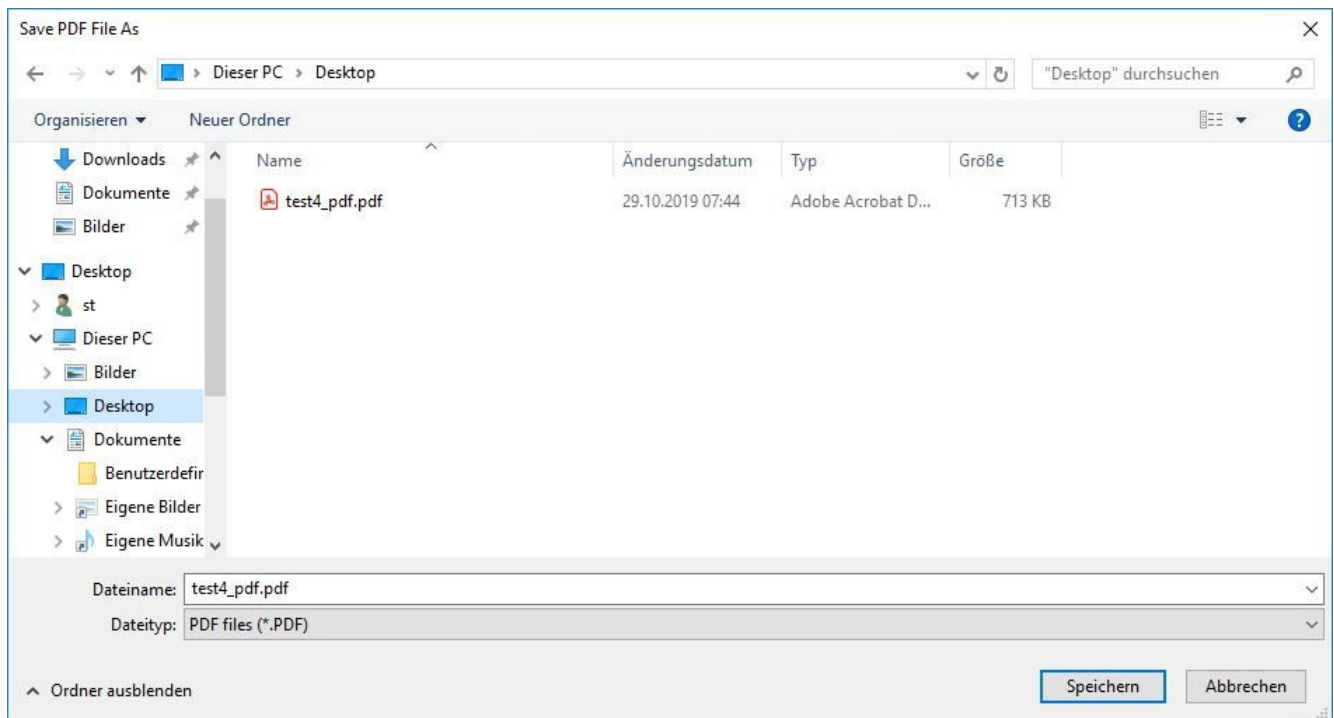 Save PDF File As
Dieser PC > Desktop
"Desktop" durchsuchen
Organisieren
Neuer Ordner
?
Downloads
Dokumente
Bilder
Desktop
st
Dieser PC
Bilder
Desktop
Dokumente
Benutzerdefir
Eigene Bilder
Eigene Musik
Name Änderungsdatum Typ Größe
test4_pdf.pdf 29.10.2019 07:44 Adobe Acrobat D... 713 KB
Dateiname: test4_pdf.pdf
Dateityp: PDF files (*.PDF)
Ordner ausblenden
Speichern
Abbrechen